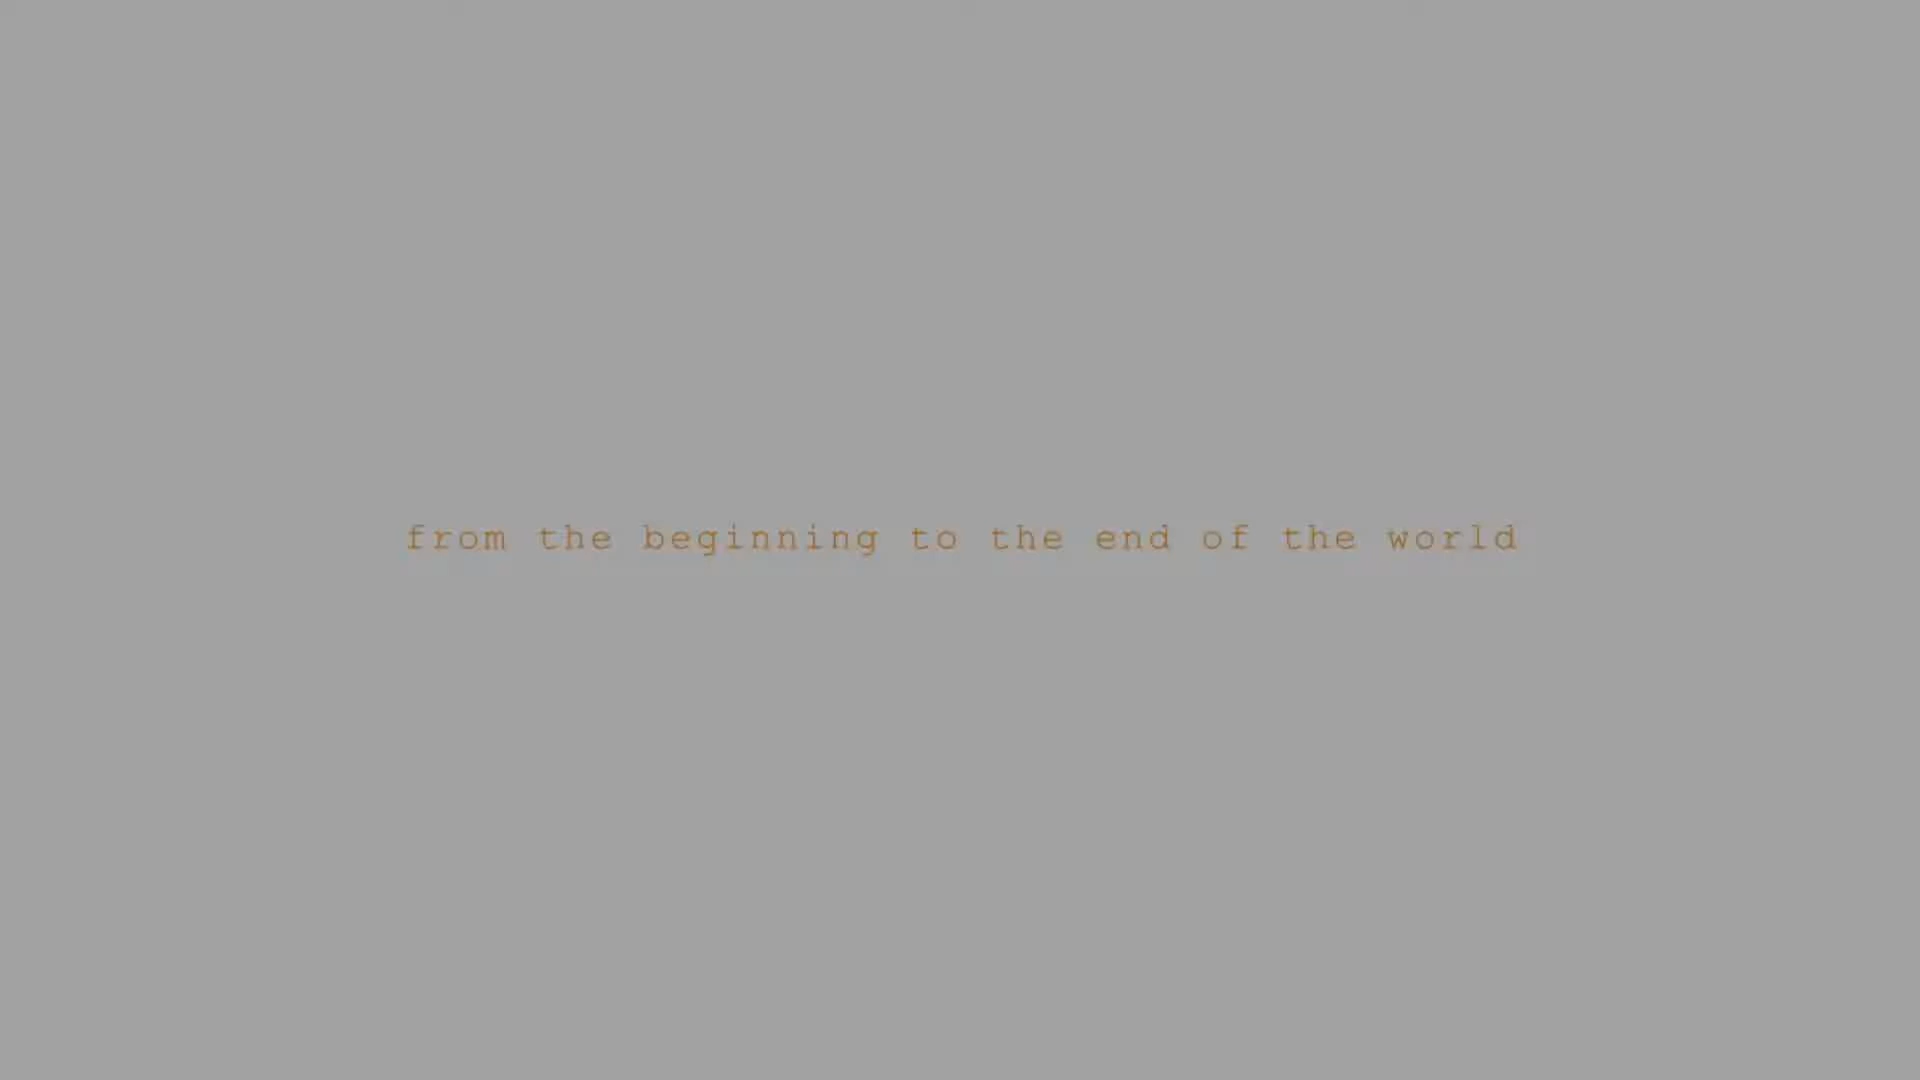 from the beginning to the end of the world